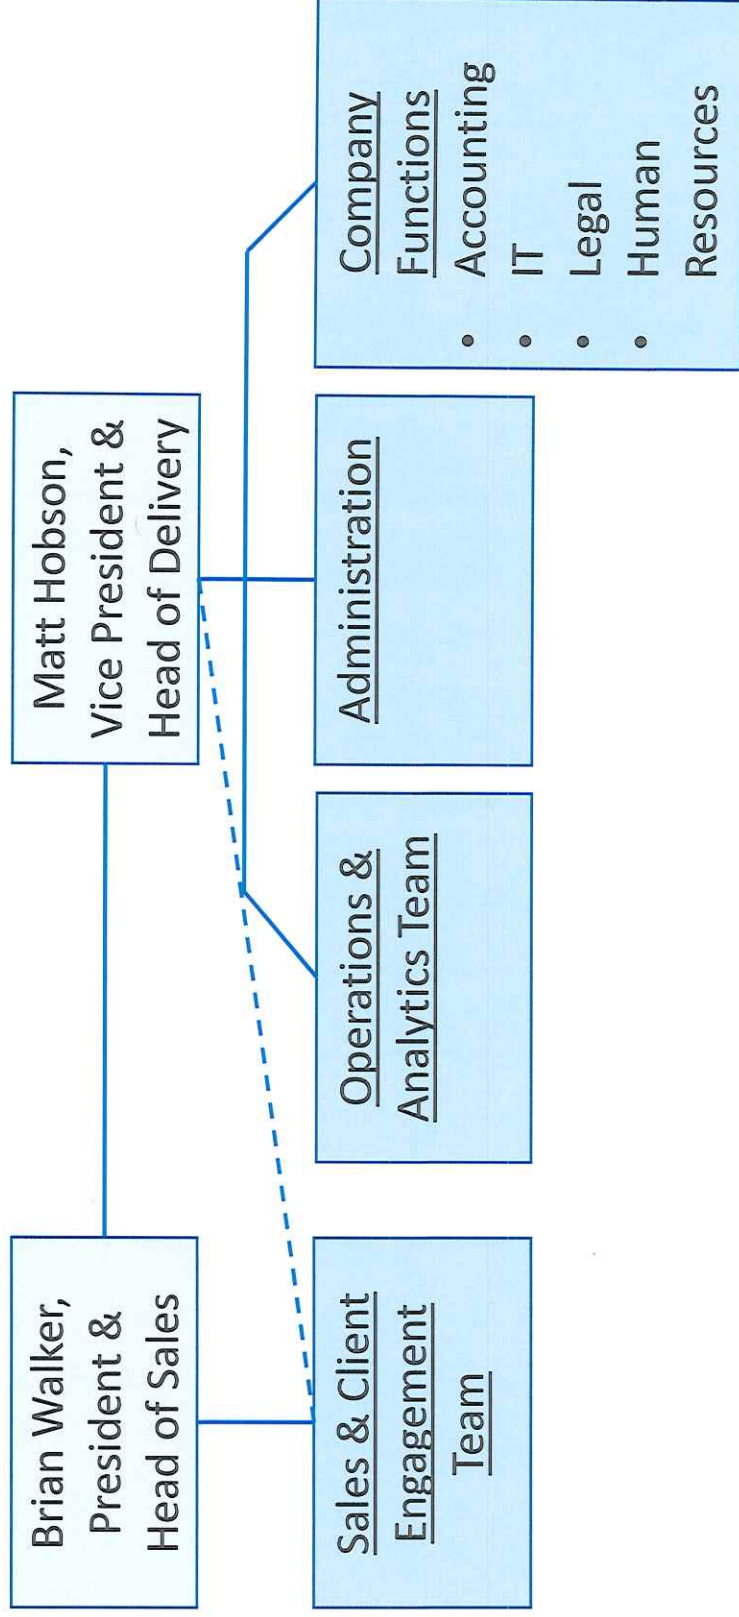 Brian Walker,
President &
Head of Sales
Matt Hobson,
Vice President &
Head of Delivery
Sales & Client
Engagement
Team
Operations &
Analytics Team
Administration
Company
Functions
• Accounting
• IT
• Legal
• Human
Resources